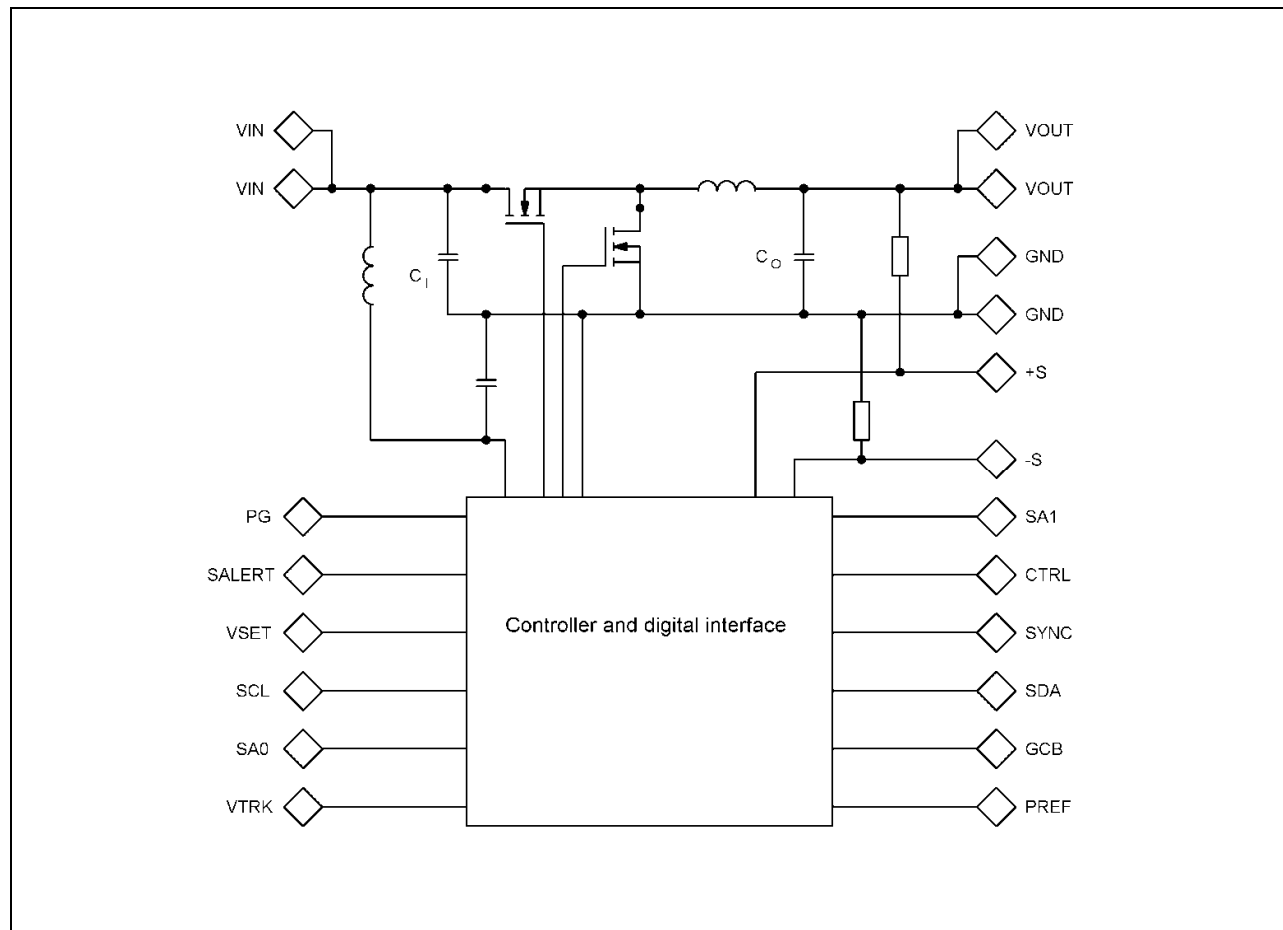 VIN
VOUT
VIN
VOUT
C I
C O
GND
GND
+S
-S
PG
SA1
SALERT
CTRL
VSET
Controller and digital interface
SYNC
SCL
SDA
SA0
GCB
VTRK
PREF